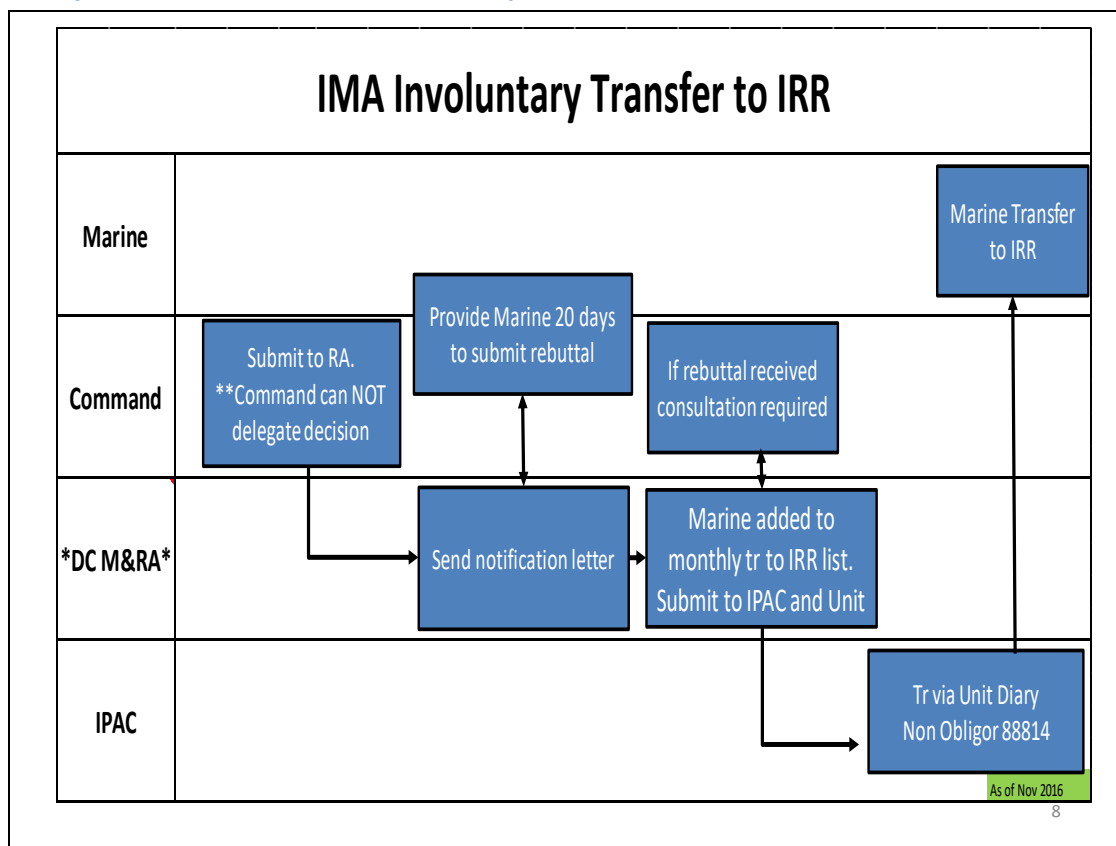 IMA Involuntary Transfer to IRR
Marine
Marine Transfer
to IRR
Provide Marine 20 days
to submit rebuttal
Command
Submit to RA.
**Command can NOT
delegate decision
If rebuttal received
consultation required
*DC M&RA*
Send notification letter
Marine added to
monthly tr to IRR list.
Submit to IPAC and Unit
IPAC
Tr via Unit Diary
Non Obligor 88814
As of Nov 2016
8